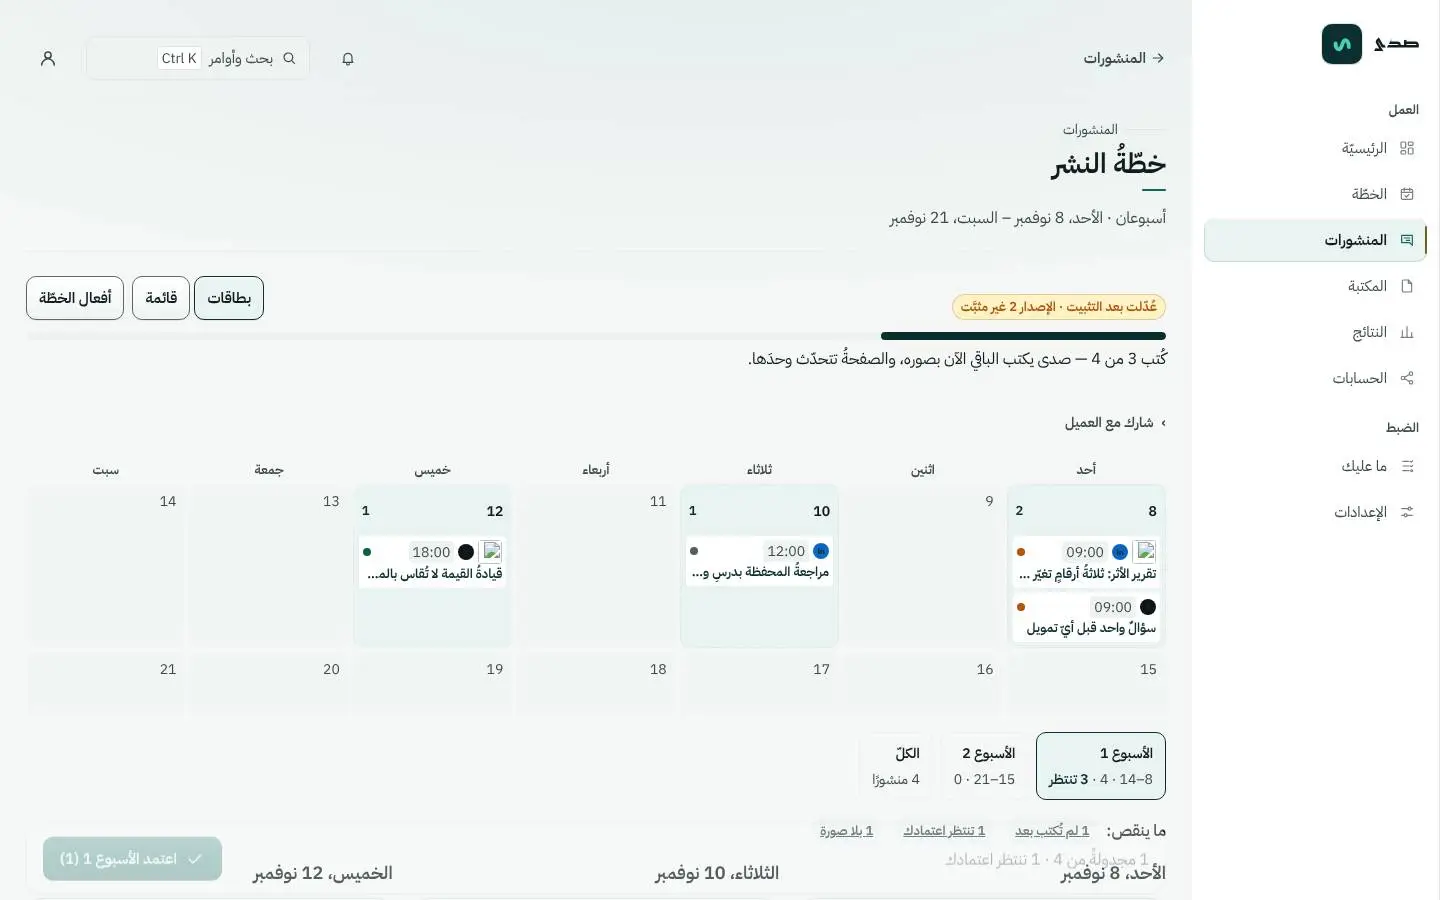 صدى
العمل
الرئيسيّة
الخطّة
المنشورات
المكتبة
النتائج
الحسابات
الضبط
ما عليك
الإعدادات
المنشورات
بحث وأوامر Ctrl K
المنشورات
خطّةُ النشر
أسبوعان · الأحد، 8 نوفمبر – السبت، 21 نوفمبر
عُدّلت بعد التثبيت · الإصدار 2 غير مثبَّت
بطاقات
قائمة
أفعال الخطّة
كُتب 3 من 4 — صدى يكتب الباقي الآن بصوره، والصفحةُ تتحدّث وحدَها.
› شارك مع العميل
أحد اثنين ثلاثاء أربعاء خميس جمعة سبت
8 2
09:00
تقرير الأثر: ثلاثةُ أرقامٍ تغيّر ...
09:00
سؤالٌ واحد قبل أيّ تمويل
9
10 1
12:00
مراجعةُ المحفظة بدرسٍ و...
11
12 1
18:00
قيادةُ القيمة لا تُقاس بالمـ...
13
14
15 16 17 18 19 20 21
الأسبوع 1
8–14 · 4 · 3 تنتظر
الأسبوع 2
15–21 · 0
الكلّ
4 منشورًا
ما ينقص: 1 لم تُكتب بعد 1 تنتظر اعتمادك 1 بلا صورة
1 مجدولةٌ من 4 · 1 تنتظر اعتمادك
اعتمد الأسبوع 1 (1)
الأحد، 8 نوفمبر
الثلاثاء، 10 نوفمبر
الخميس، 12 نوفمبر